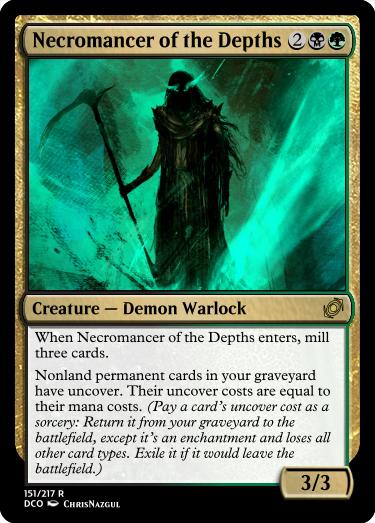 Necromancer of the Depths 2
Creature — Demon Warlock
When Necromancer of the Depths enters, mill
three cards.
Nonland permanent cards in your graveyard
have uncover. Their uncover costs are equal to
their mana costs. (Pay a card's uncover cost as a
sorcery: Return it from your graveyard to the
battlefield, except it's an enchantment and loses all
other card types. Exile it if it would leave the
battlefield.)
3/3
151/217 R
DCO ChrisNazgul